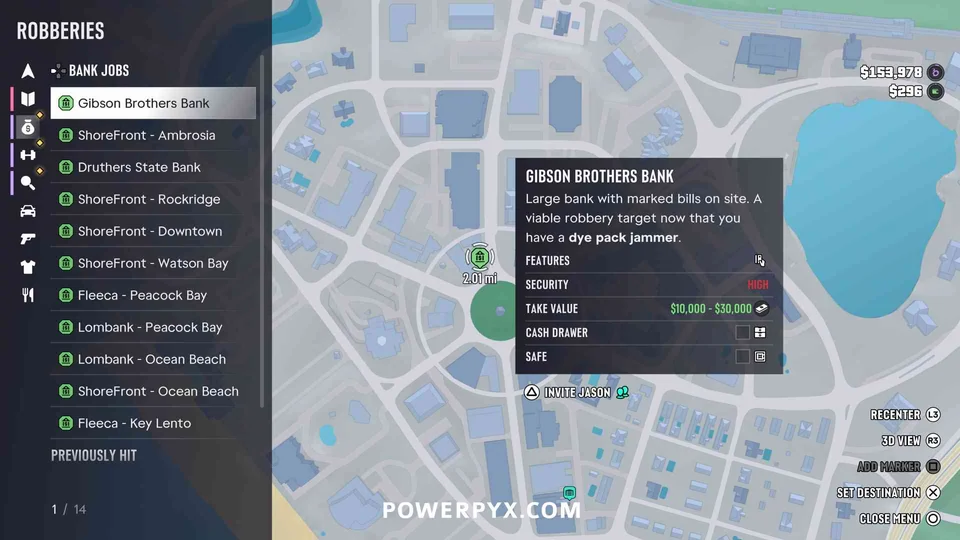 ROBBERIES
BANK JOBS
Gibson Brothers Bank
ShoreFront - Ambrosia
Druthers State Bank
ShoreFront - Rockridge
ShoreFront - Downtown
ShoreFront - Watson Bay
Fleeca - Peacock Bay
Lombank - Peacock Bay
Lombank - Ocean Beach
ShoreFront - Ocean Beach
Fleeca - Key Lento
PREVIOUSLY HIT
1 / 14
$153,978
$296
2.01 mi
GIBSON BROTHERS BANK
Large bank with marked bills on site. A
viable robbery target now that you
have a dye pack jammer.
FEATURES
SECURITY HIGH
TAKE VALUE $10,000 - $30,000
CASH DRAWER
SAFE
INVITE JASON
RECENTER L3
3D VIEW R3
ADD MARKER
SET DESTINATION
CLOSE MENU
POWERPYX.COM